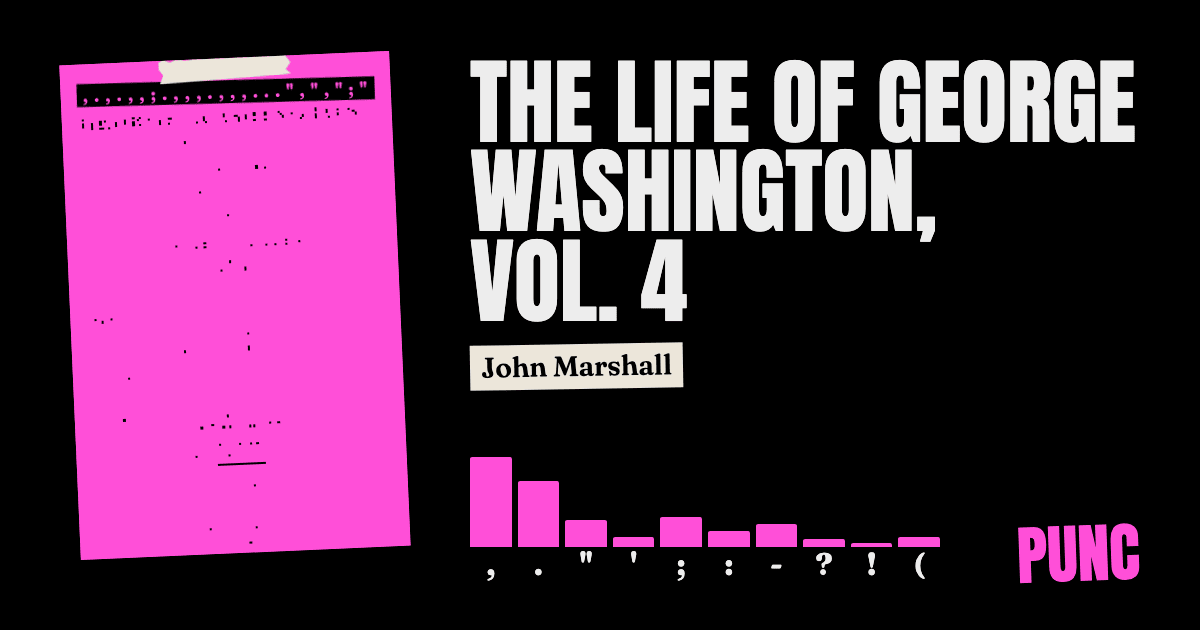 ,.,.,,;.,,,.,,,...",",";"
THE LIFE OF GEORGE
WASHINGTON,
VOL. 4
John Marshall
, . " ' ; : - ? ! (
PUNC